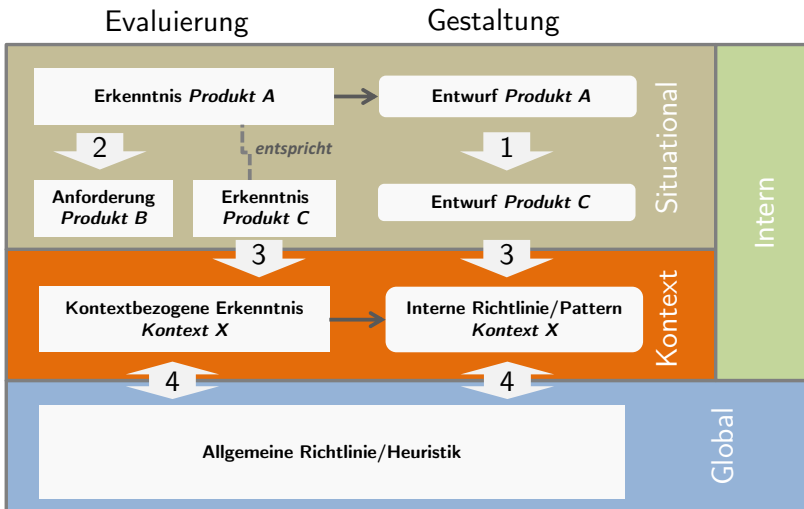 Evaluierung
Gestaltung
Erkenntnis Produkt A
Entwurf Produkt A
2
entspricht
1
Anforderung
Produkt B
Erkenntnis
Produkt C
Entwurf Produkt C
Situational
Intern
3
3
Kontextbezogene Erkenntnis
Kontext X
Interne Richtlinie/Pattern
Kontext X
Kontext
4
4
Allgemeine Richtlinie/Heuristik
Global